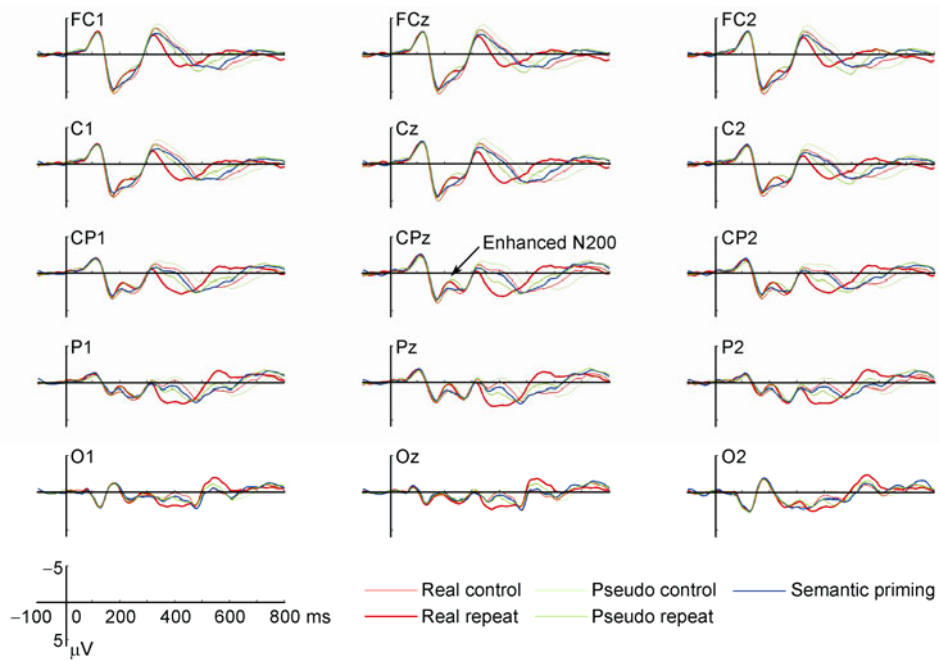 FC1 FCz FC2
C1 Cz C2
CP1 CPz CP2
Enhanced N200
P1 Pz P2
O1 Oz O2
−5
−100 0 200 400 600 800 ms
5
μV
Real control Pseudo control Semantic priming
Real repeat Pseudo repeat